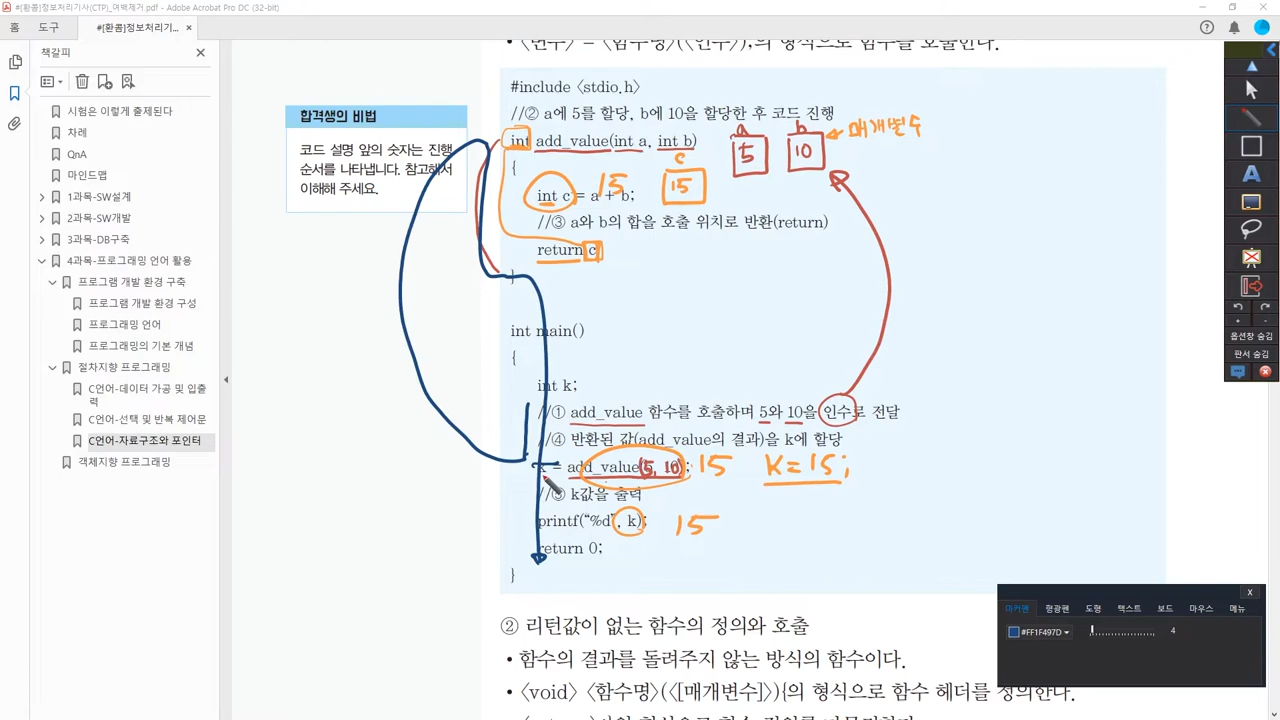 #[환콤]정보처리기사(CTP)_여백제거.pdf - Adobe Acrobat Pro DC (32-bit)
홈 도구 #[환콤]정보처리기... ×
책갈피
시험은 이렇게 출제된다
차례
QnA
마인드맵
1과목-SW설계
2과목-SW개발
3과목-DB구축
4과목-프로그래밍 언어 활용
프로그램 개발 환경 구축
프로그램 개발 환경 구성
프로그래밍 언어
프로그래밍의 기본 개념
절차지향 프로그래밍
C언어-데이터 가공 및 입출
력
C언어-선택 및 반복 제어문
C언어-자료구조와 포인터
객체지향 프로그래밍
합격생의 비법
코드 설명 앞의 숫자는 진행
순서를 나타냅니다. 참고해서
이해해 주세요.
• 〈변수〉 = 〈함수명〉(〈인수〉);의 형식으로 함수를 호출한다.
#include 〈stdio.h〉
//② a에 5를 할당, b에 10을 할당한 후 코드 진행
int add_value(int a, int b)
a 5 b 10 매개변수
{
int c = a + b;
15 c 15
//③ a와 b의 합을 호출 위치로 반환(return)
return c
}
int main()
{
int k;
//① add_value 함수를 호출하며 5와 10을 인수로 전달
//④ 반환된 값(add_value의 결과)을 k에 할당
k = add_value(5, 10); 15 k=15;
//⑤ k값을 출력
printf("%d", k); 15
return 0;
}
② 리턴값이 없는 함수의 정의와 호출
• 함수의 결과를 돌려주지 않는 방식의 함수이다.
• 〈void〉 〈함수명〉(〈[매개변수]〉){의 형식으로 함수 헤더를 정의한다.
옵션창 숨김
판서 숨김
마커펜 형광펜 도형 텍스트 보드 마우스 메뉴
#FF1F497D 4